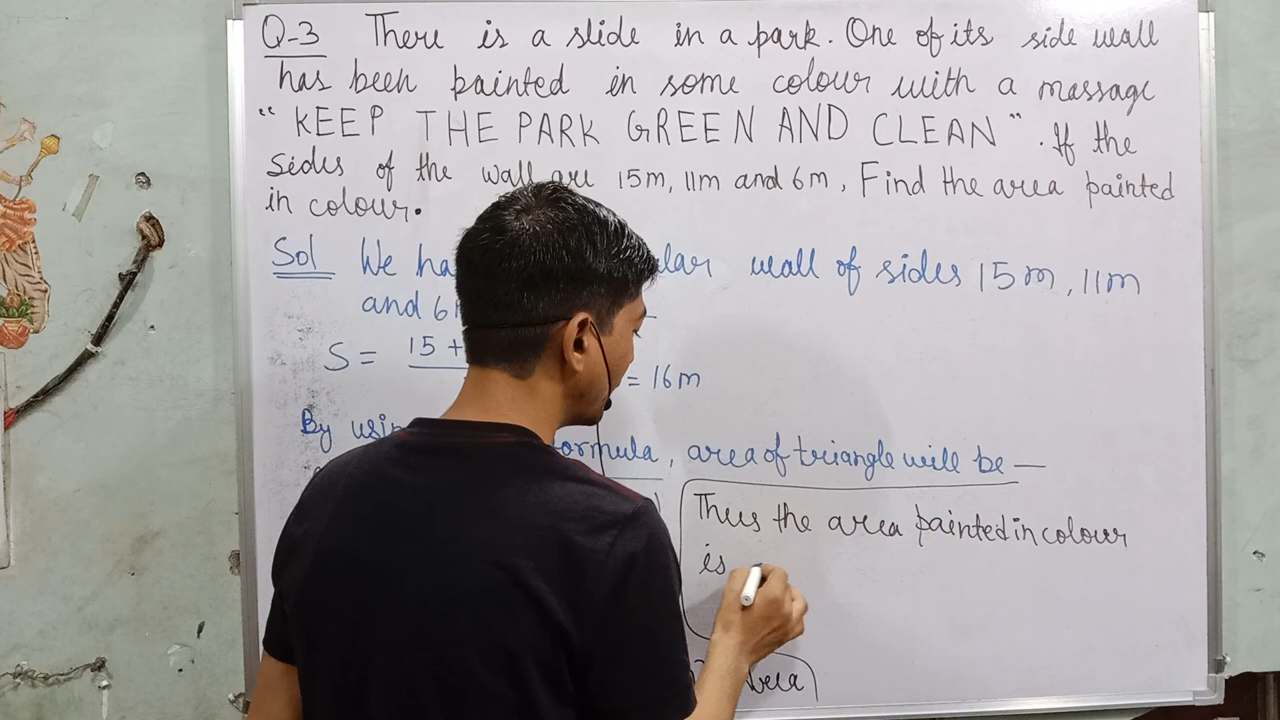 Q-3 There is a slide in a park. One of its side wall
has been painted in some colour with a massage
"KEEP THE PARK GREEN AND CLEAN". If the
sides of the wall are 15m, 11m and 6m, Find the area painted
in colour.
Sol We ha lar wall of sides 15m, 11m
and 6
S = 15 + = 16m
By usin ormula, area of triangle will be —
Thus the area painted in colour
is